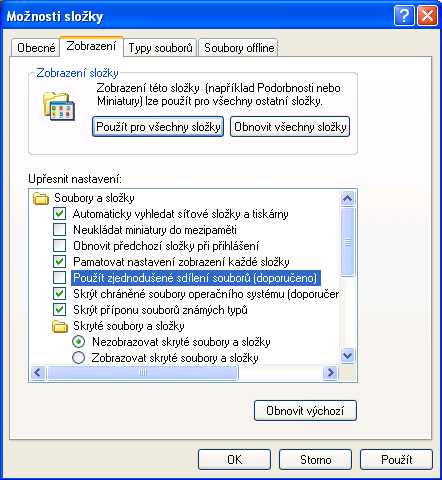 Možnosti složky
Obecné
Zobrazení
Typy souborů
Soubory offline
Zobrazení složky
Zobrazení této složky (například Podorbnosti nebo
Miniatury) lze použít pro všechny ostatní složky.
Použít pro všechny složky
Obnovit všechny složky
Upřesnit nastavení:
Soubory a složky
Automaticky vyhledat síťové složky a tiskárny
Neukládat miniatury do mezipaměti
Obnovit předchozí složky při přihlášení
Pamatovat nastavení zobrazení každé složky
Použít zjednodušené sdílení souborů (doporučeno)
Skrýt chráněné soubory operačního systému (doporučer
Skrýt příponu souborů známých typů
Skryté soubory a složky
Nezobrazovat skryté soubory a složky
Zobrazovat skryté soubory a složky
Obnovit výchozí
OK
Storno
Použít